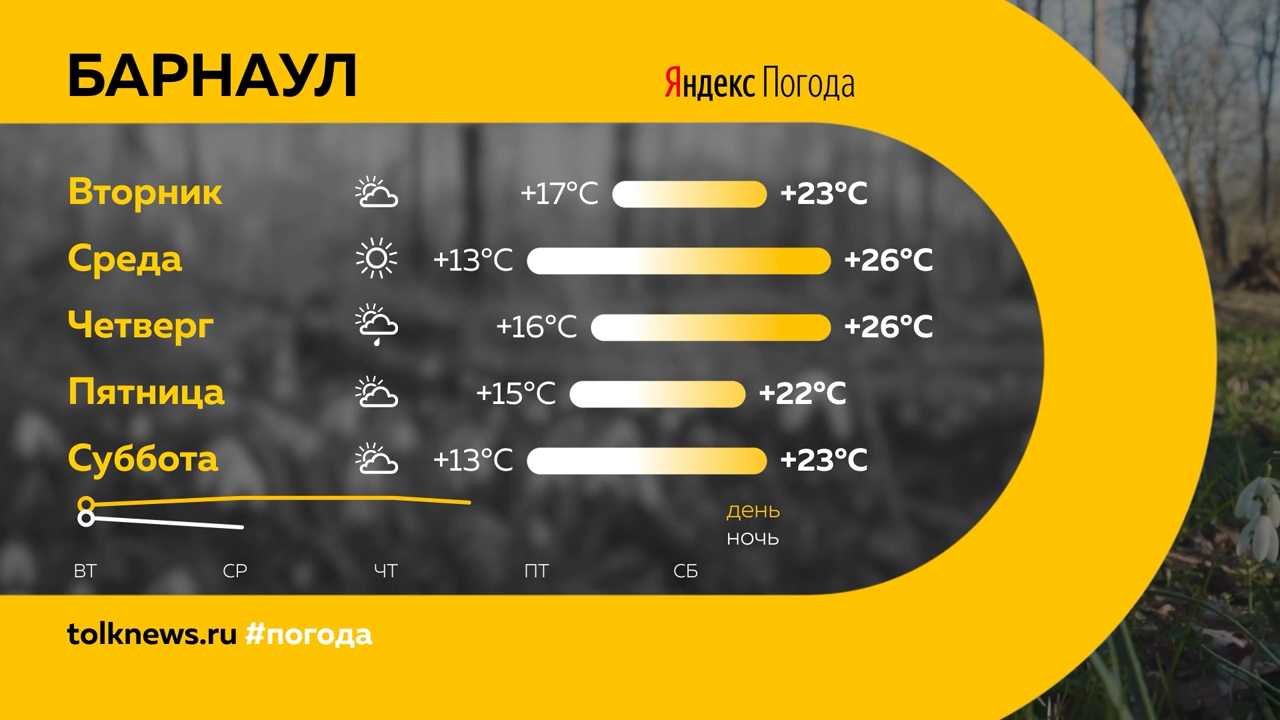 БАРНАУЛ
Яндекс Погода
Вторник +17°C +23°C
Среда +13°C +26°C
Четверг +16°C +26°C
Пятница +15°C +22°C
Суббота +13°C +23°C
день
ночь
ВТ СР ЧТ ПТ СБ
tolknews.ru #погода